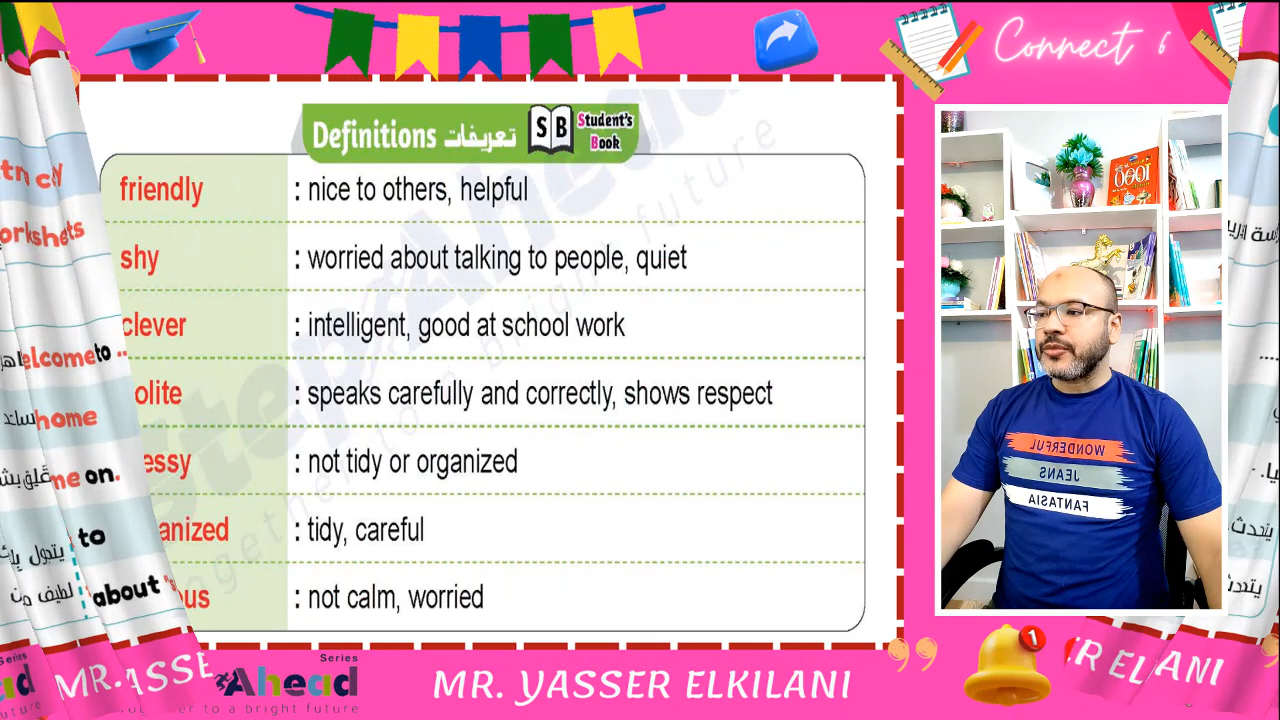 Connect 6
Definitions تعريفات SB Student's Book
friendly : nice to others, helpful
shy : worried about talking to people, quiet
clever : intelligent, good at school work
olite : speaks carefully and correctly, shows respect
essy : not tidy or organized
anized : tidy, careful
us : not calm, worried
elcome to ..
home
me on.
to
about
WONDERFUL
JEANS
FANTASIA
1
Series
Ahead
MR. YASSER ELKILANI